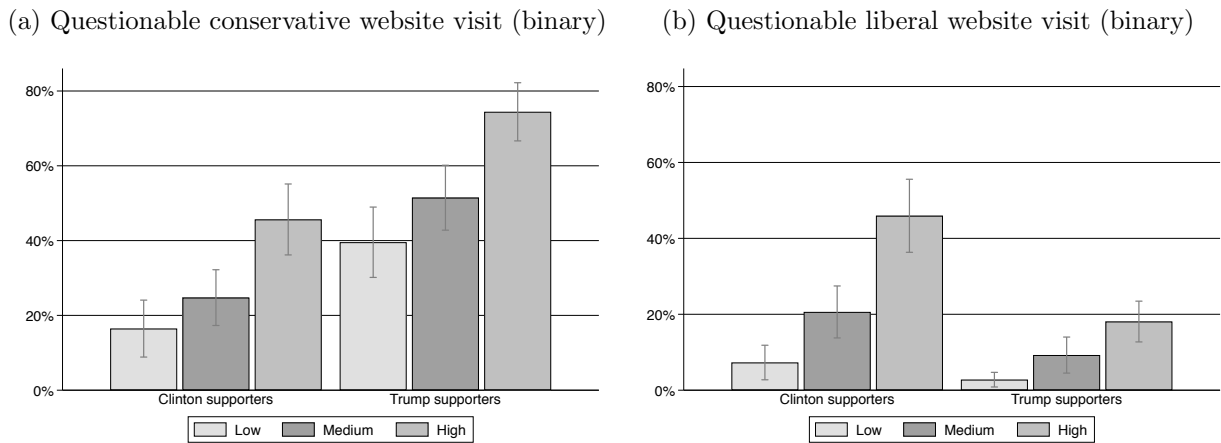 (a) Questionable conservative website visit (binary)
80%
60%
40%
20%
0%
Clinton supporters Trump supporters
Low Medium High
(b) Questionable liberal website visit (binary)
80%
60%
40%
20%
0%
Clinton supporters Trump supporters
Low Medium High